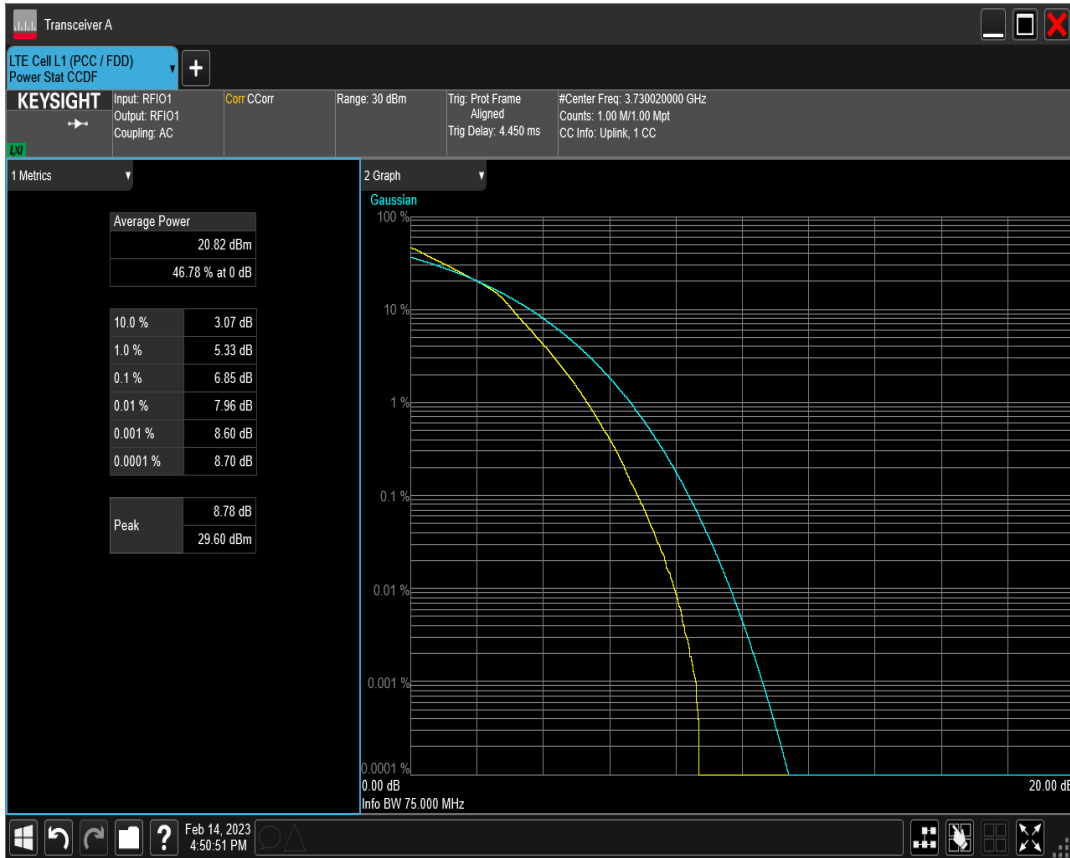 Transceiver A
LTE Cell L1 (PCC / FDD)
Power Stat CCDF
KEYSIGHT
LXI
Input: RFIO1
Output: RFIO1
Coupling: AC
Corr CCorr
Range: 30 dBm
Trig: Prot Frame
Aligned
Trig Delay: 4.450 ms
#Center Freq: 3.730020000 GHz
Counts: 1.00 M/1.00 Mpt
CC Info: Uplink, 1 CC
1 Metrics
Average Power
20.82 dBm
46.78 % at 0 dB
10.0 % 3.07 dB
1.0 % 5.33 dB
0.1 % 6.85 dB
0.01 % 7.96 dB
0.001 % 8.60 dB
0.0001 % 8.70 dB
Peak
8.78 dB
29.60 dBm
2 Graph
Gaussian
100 %
10 %
1 %
0.1 %
0.01 %
0.001 %
0.0001 %
0.00 dB 20.00 dB
Info BW 75.000 MHz
Feb 14, 2023
4:50:51 PM